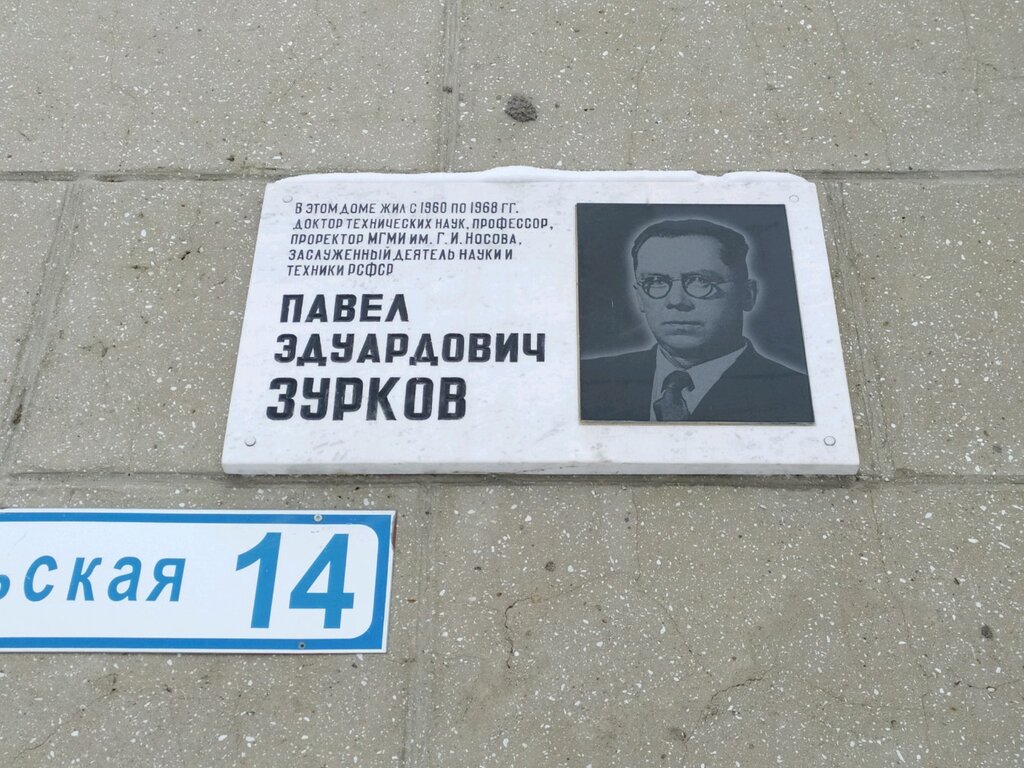 В ЭТОМ ДОМЕ ЖИЛ С 1960 ПО 1968 ГГ.
ДОКТОР ТЕХНИЧЕСКИХ НАУК, ПРОФЕССОР,
ПРОРЕКТОР МГМИ ИМ. Г.И. НОСОВА,
ЗАСЛУЖЕННЫЙ ДЕЯТЕЛЬ НАУКИ И
ТЕХНИКИ РСФСР
ПАВЕЛ
ЭДУАРДОВИЧ
ЗУРКОВ
ьская 14